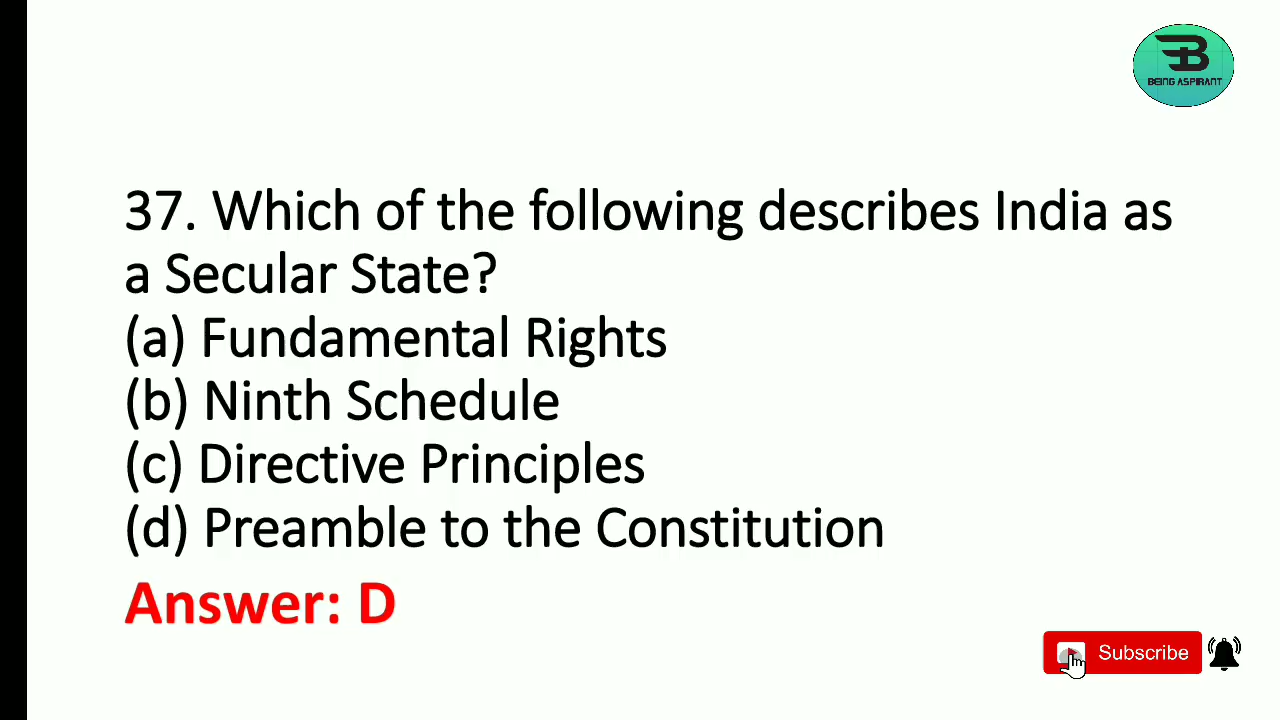 BEING ASPIRANT
37. Which of the following describes India as
a Secular State?
(a) Fundamental Rights
(b) Ninth Schedule
(c) Directive Principles
(d) Preamble to the Constitution
Answer: D
Subscribe